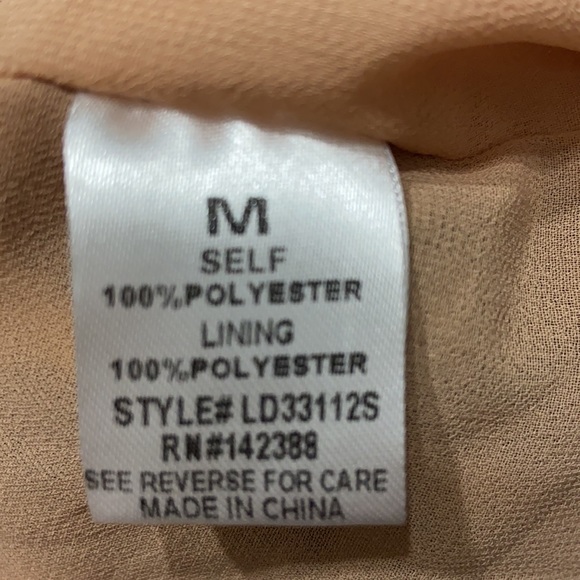 M
SELF
100%POLYESTER
LINING
100%POLYESTER
STYLE# LD33112S
RN#142388
SEE REVERSE FOR CARE
MADE IN CHINA